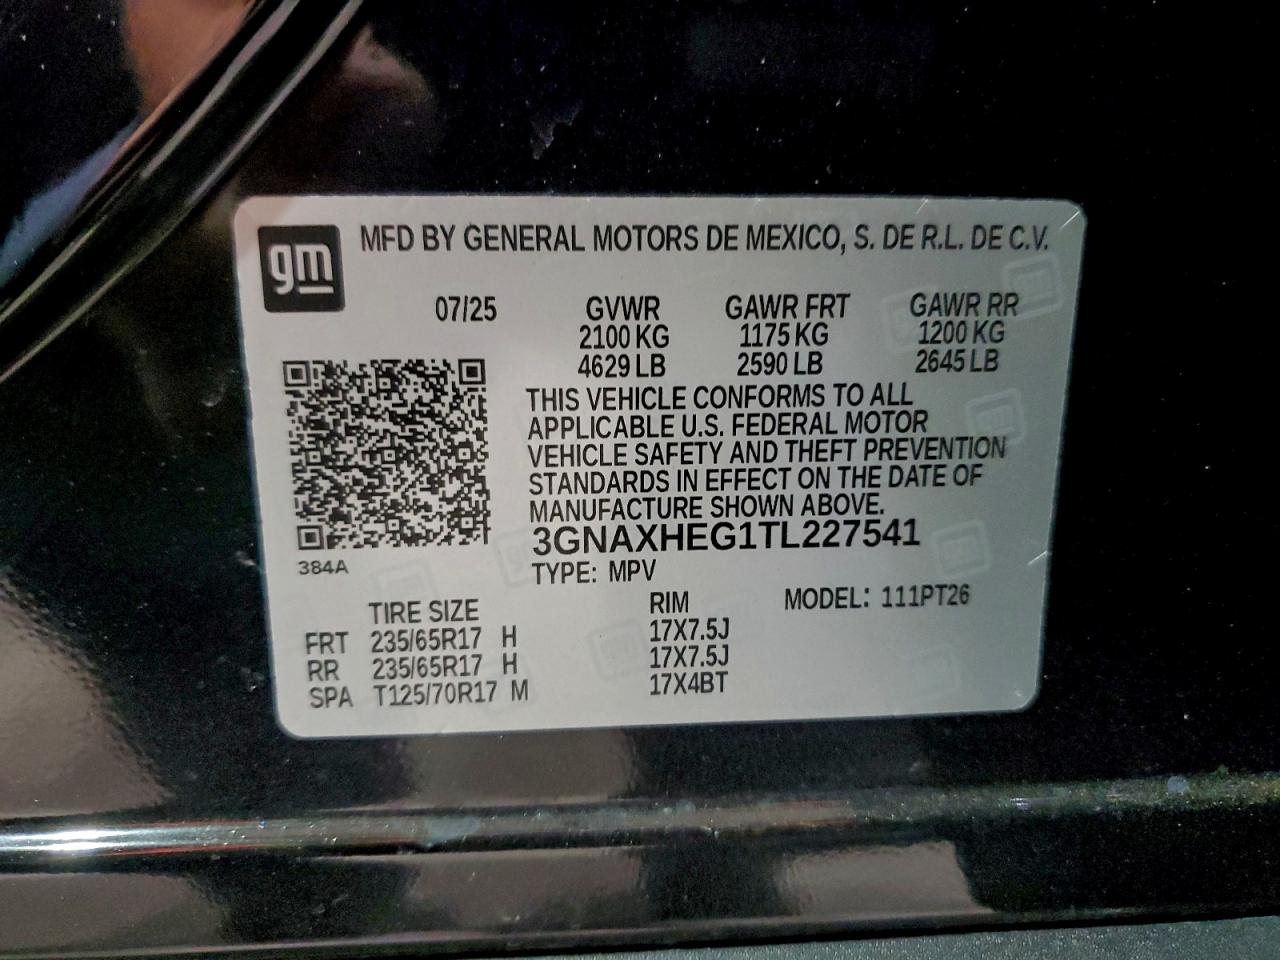 gm
MFD BY GENERAL MOTORS DE MEXICO, S. DE R.L. DE C.V.
07/25 GVWR GAWR FRT GAWR RR
2100 KG 1175 KG 1200 KG
4629 LB 2590 LB 2645 LB
THIS VEHICLE CONFORMS TO ALL
APPLICABLE U.S. FEDERAL MOTOR
VEHICLE SAFETY AND THEFT PREVENTION
STANDARDS IN EFFECT ON THE DATE OF
MANUFACTURE SHOWN ABOVE.
3GNAXHEG1TL227541
384A
TYPE: MPV
TIRE SIZE RIM MODEL: 111PT26
FRT 235/65R17 H 17X7.5J
RR 235/65R17 H 17X7.5J
SPA T125/70R17 M 17X4BT